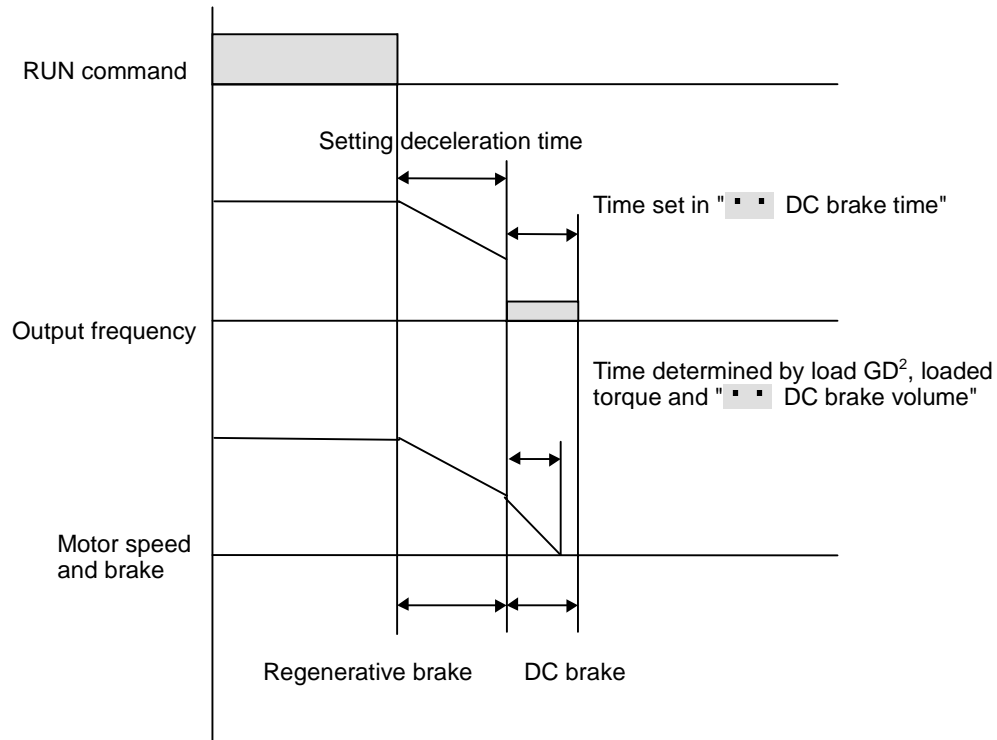 RUN command
Setting deceleration time
Time set in " DC brake time"
Output frequency
Time determined by load GD², loaded
torque and " DC brake volume"
Motor speed
and brake
Regenerative brake
DC brake